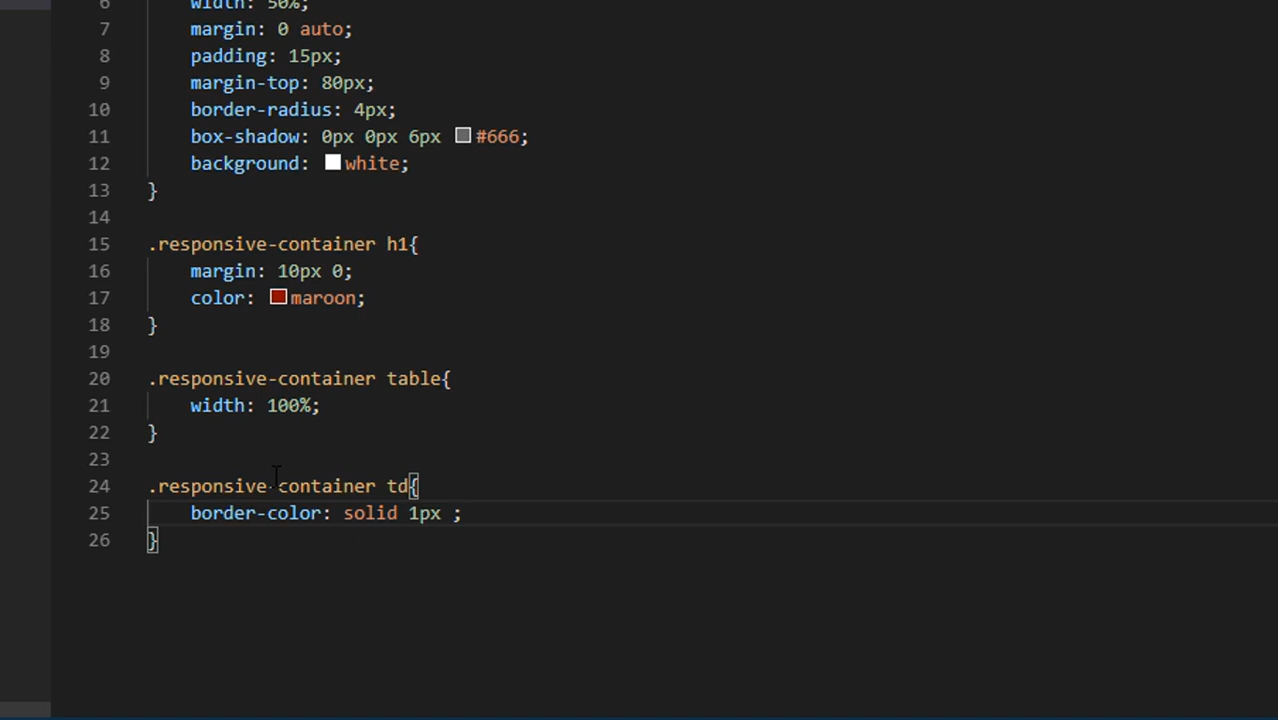 6 width: 50%;
7 margin: 0 auto;
8 padding: 15px;
9 margin-top: 80px;
10 border-radius: 4px;
11 box-shadow: 0px 0px 6px #666;
12 background: white;
13 }
14
15 .responsive-container h1{
16 margin: 10px 0;
17 color: maroon;
18 }
19
20 .responsive-container table{
21 width: 100%;
22 }
23
24 .responsive-container td{
25 border-color: solid 1px ;
26 }